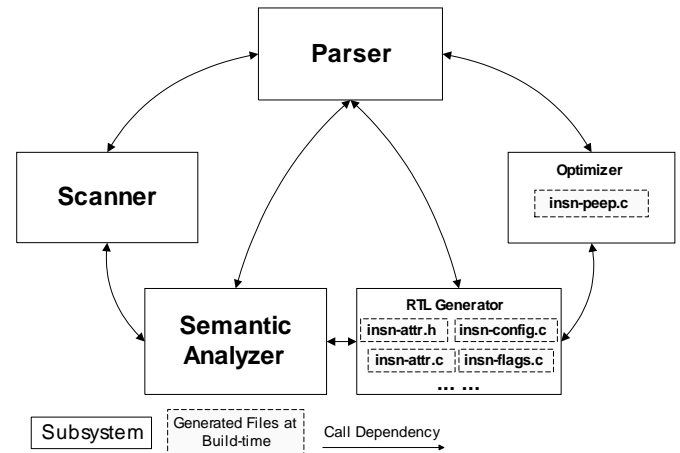 Parser
Scanner
Optimizer
insn-peep.c
Semantic
Analyzer
RTL Generator
insn-attr.h
insn-config.c
insn-attr.c
insn-flags.c
... ...
Subsystem
Generated Files at
Build-time
Call Dependency